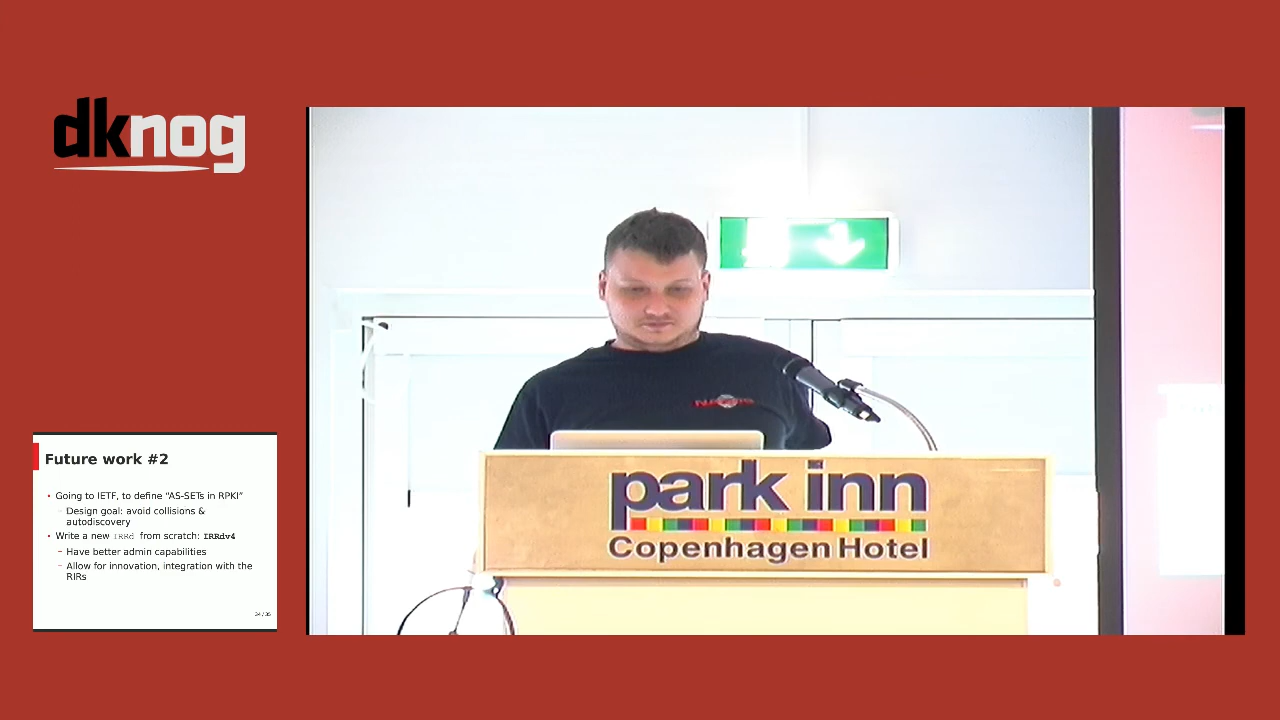 dknog
Future work #2
Going to IETF, to define “AS-SETs in RPKI”
Design goal: avoid collisions &
autodiscovery
Write a new IRRd from scratch: IRRdv4
Have better admin capabilities
Allow for innovation, integration with the
RIRs
park inn
Copenhagen Hotel